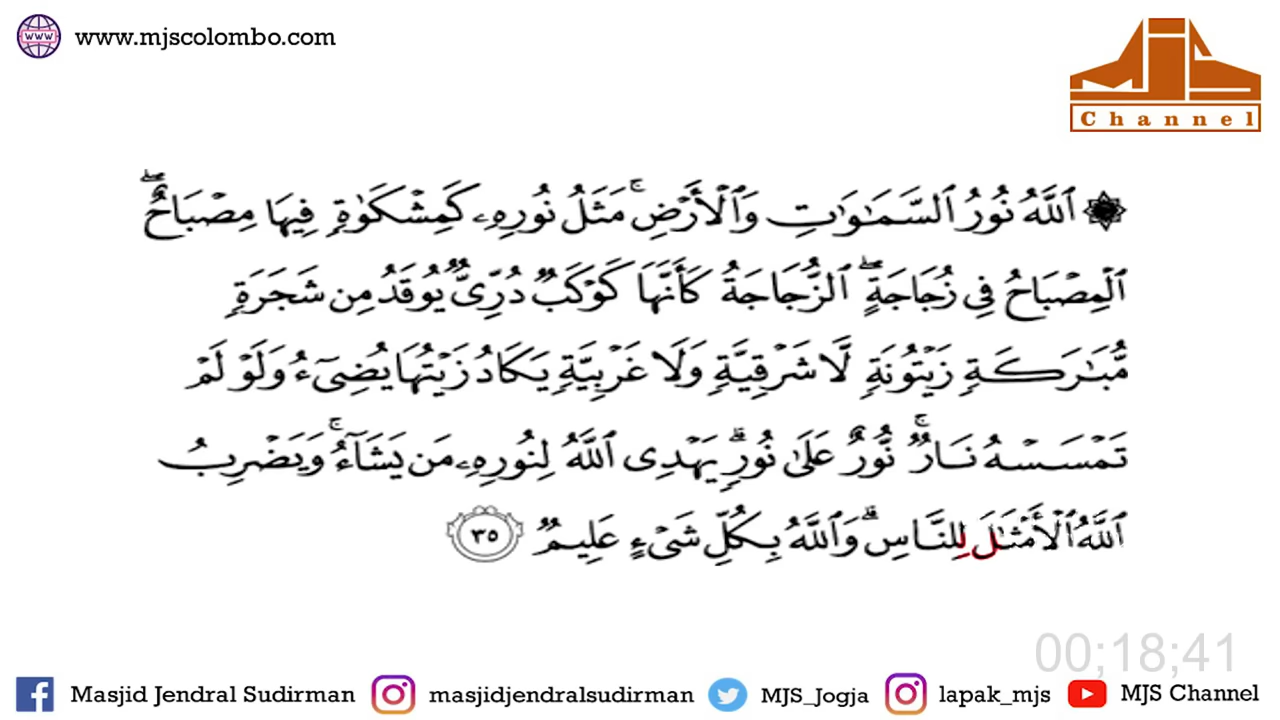 www.mjscolombo.com
MJS
Channel
۞ ٱللَّهُ نُورُ ٱلسَّمَـٰوَٰتِ وَٱلْأَرْضِ ۚ مَثَلُ نُورِهِۦ كَمِشْكَوٰةٍ فِيهَا مِصْبَاحٌ ۖ
ٱلْمِصْبَاحُ فِى زُجَاجَةٍ ۖ ٱلزُّجَاجَةُ كَأَنَّهَا كَوْكَبٌ دُرِّىٌّ يُوقَدُ مِن شَجَرَةٍ
مُّبَـٰرَكَةٍ زَيْتُونَةٍ لَّا شَرْقِيَّةٍ وَلَا غَرْبِيَّةٍ يَكَادُ زَيْتُهَا يُضِىٓءُ وَلَوْ لَمْ
تَمْسَسْهُ نَارٌ ۚ نُّورٌ عَلَىٰ نُورٍ ۗ يَهْدِى ٱللَّهُ لِنُورِهِۦ مَن يَشَآءُ ۚ وَيَضْرِبُ
ٱللَّهُ ٱلْأَمْثَـٰلَ لِلنَّاسِ ۗ وَٱللَّهُ بِكُلِّ شَىْءٍ عَلِيمٌ ٣٥
00;18;41
Masjid Jendral Sudirman masjidjendralsudirman MJS_Jogja lapak_mjs MJS Channel